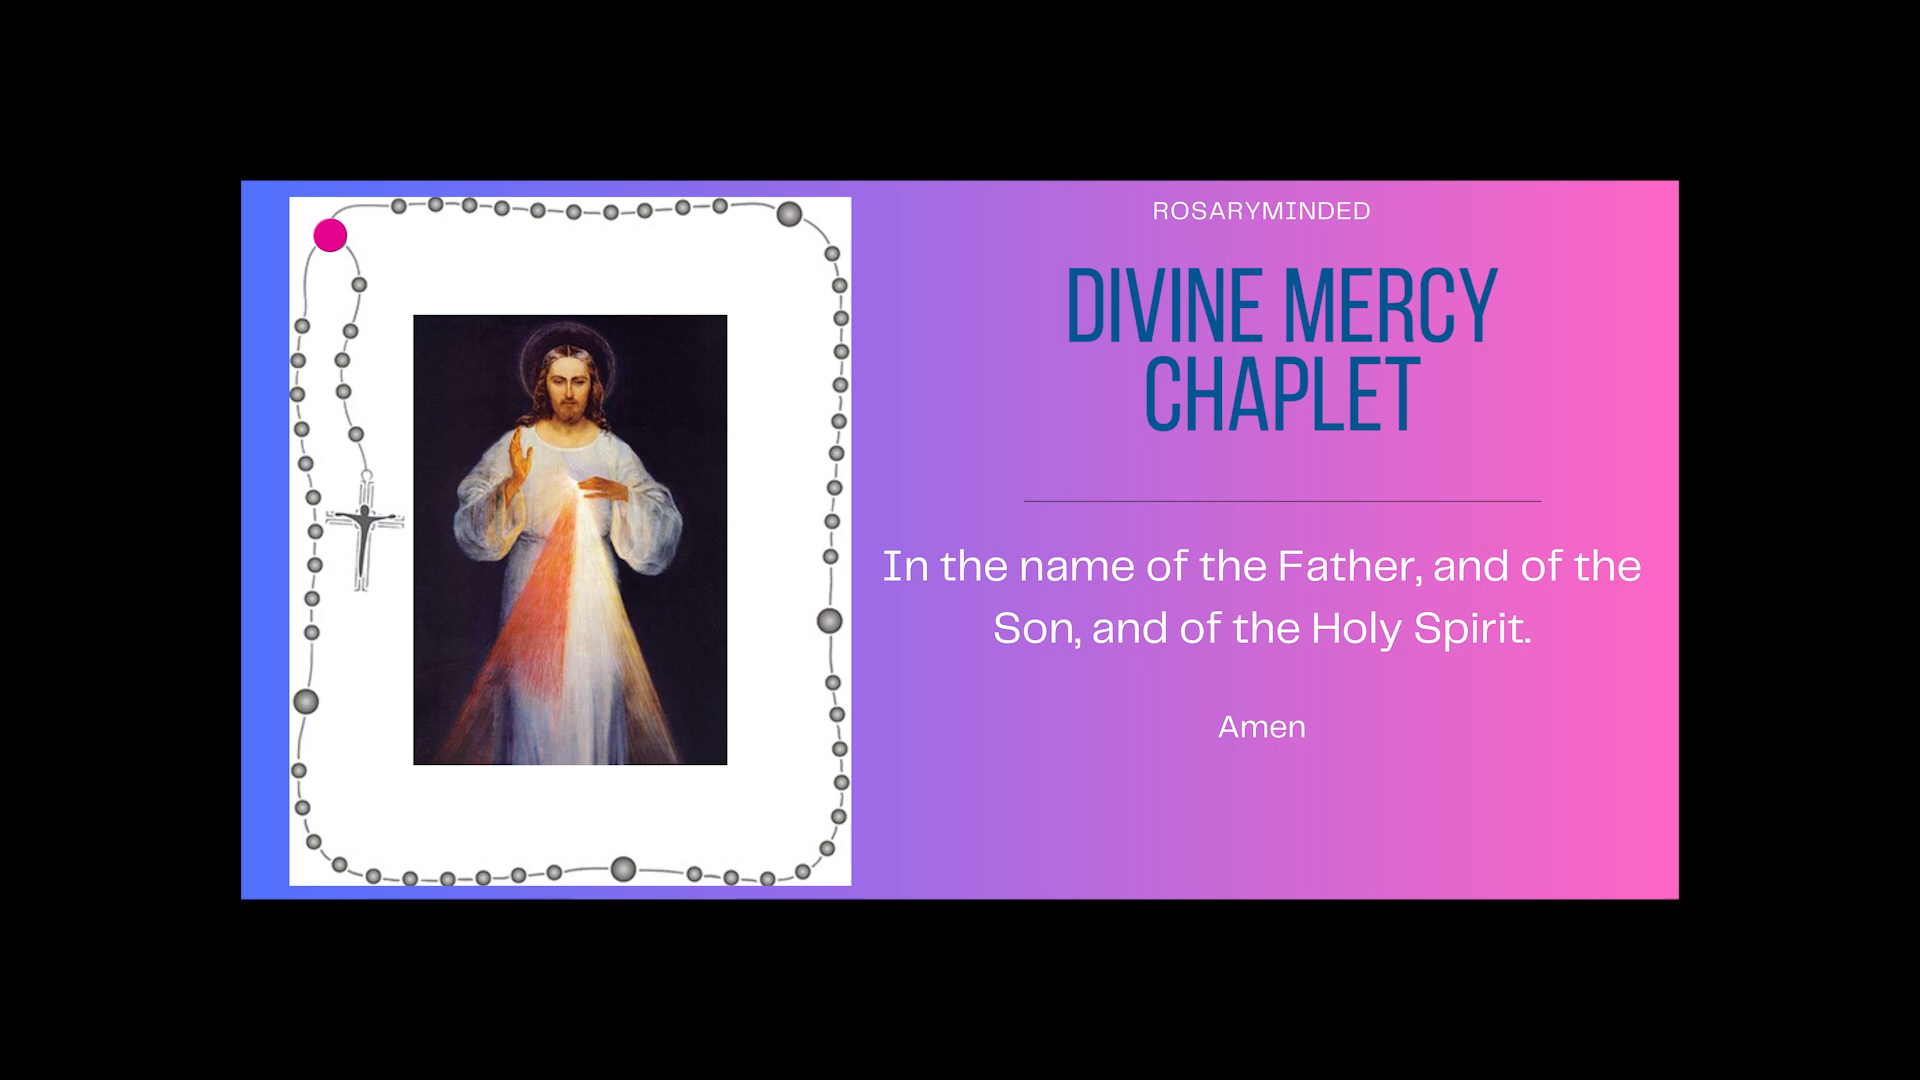 ROSARYMINDED
DIVINE MERCY
CHAPLET
In the name of the Father, and of the
Son, and of the Holy Spirit.
Amen